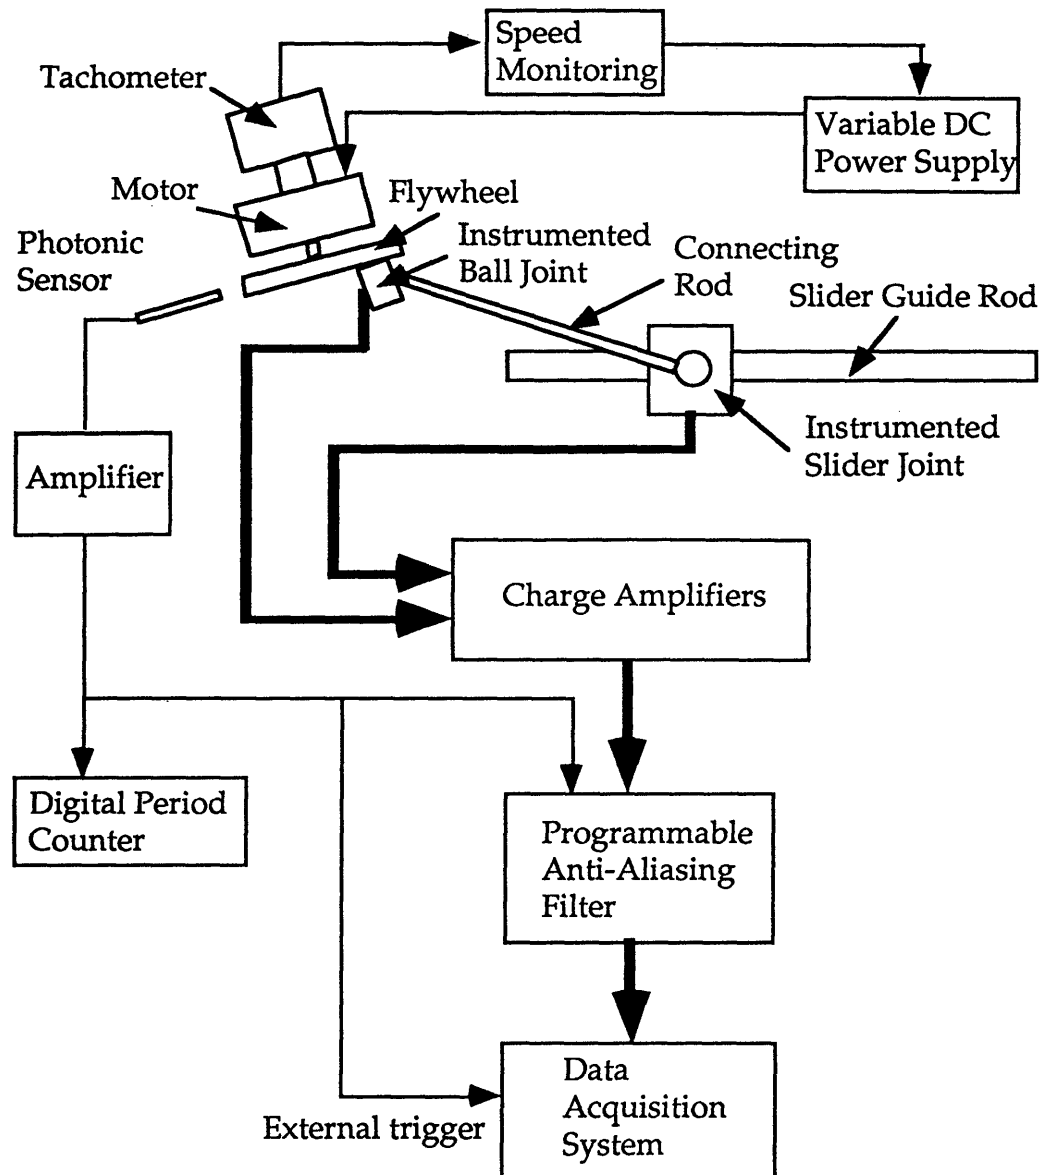 Speed
Monitoring
Tachometer
Variable DC
Power Supply
Motor
Flywheel
Photonic
Sensor
Instrumented
Ball Joint
Connecting
Rod
Slider Guide Rod
Instrumented
Slider Joint
Amplifier
Charge Amplifiers
Digital Period
Counter
Programmable
Anti-Aliasing
Filter
Data
Acquisition
System
External trigger